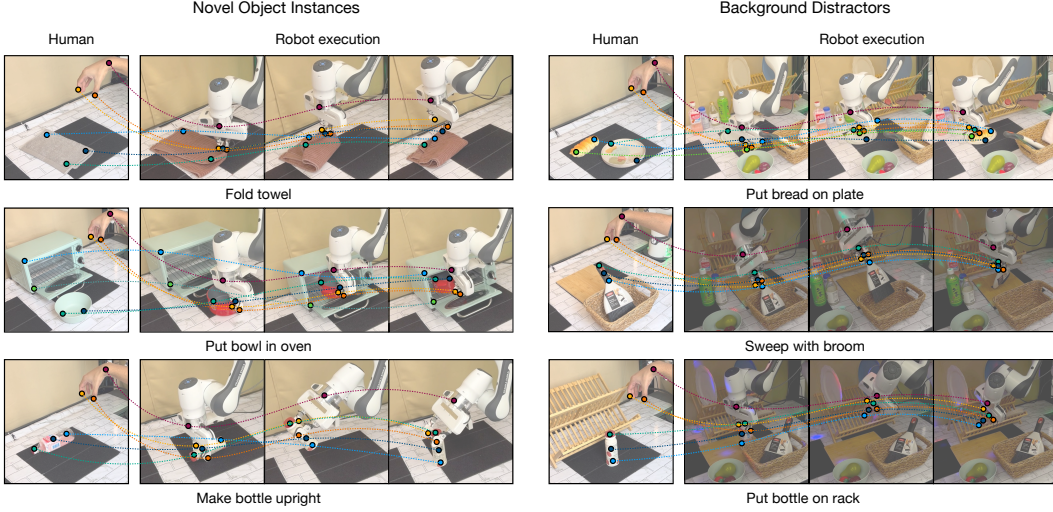 Novel Object Instances
Human
Robot execution
Fold towel
Put bowl in oven
Make bottle upright
Background Distractors
Human
Robot execution
Put bread on plate
Sweep with broom
Put bottle on rack